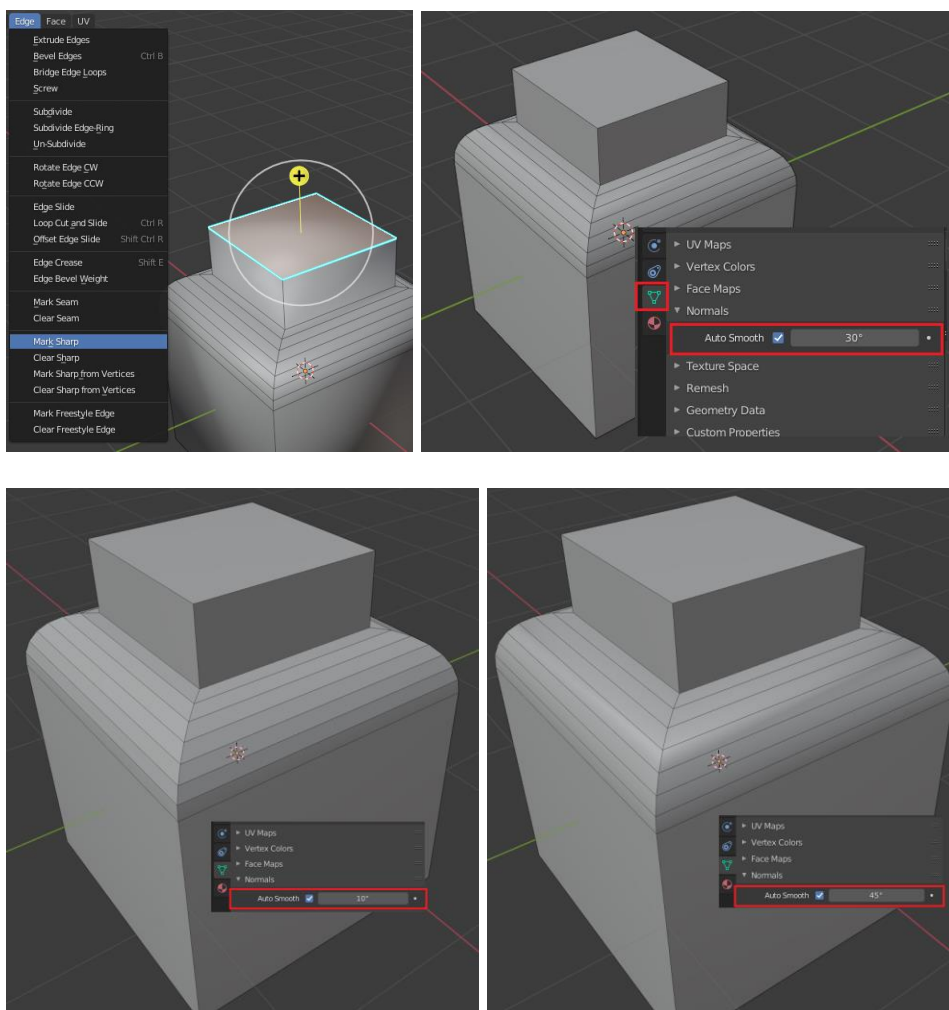 Edge Face UV
Extrude Edges
Bevel Edges Ctrl B
Bridge Edge Loops
Screw
Subdivide
Subdivide Edge-Ring
Un-Subdivide
Rotate Edge CW
Rotate Edge CCW
Edge Slide
Loop Cut and Slide Ctrl R
Offset Edge Slide Shift Ctrl R
Edge Crease Shift E
Edge Bevel Weight
Mark Seam
Clear Seam
Mark Sharp
Clear Sharp
Mark Sharp from Vertices
Clear Sharp from Vertices
Mark Freestyle Edge
Clear Freestyle Edge
UV Maps
Vertex Colors
Face Maps
Normals
Auto Smooth 30°
Texture Space
Remesh
Geometry Data
Custom Properties
UV Maps
Vertex Colors
Face Maps
Normals
Auto Smooth 10°
UV Maps
Vertex Colors
Face Maps
Normals
Auto Smooth 45°